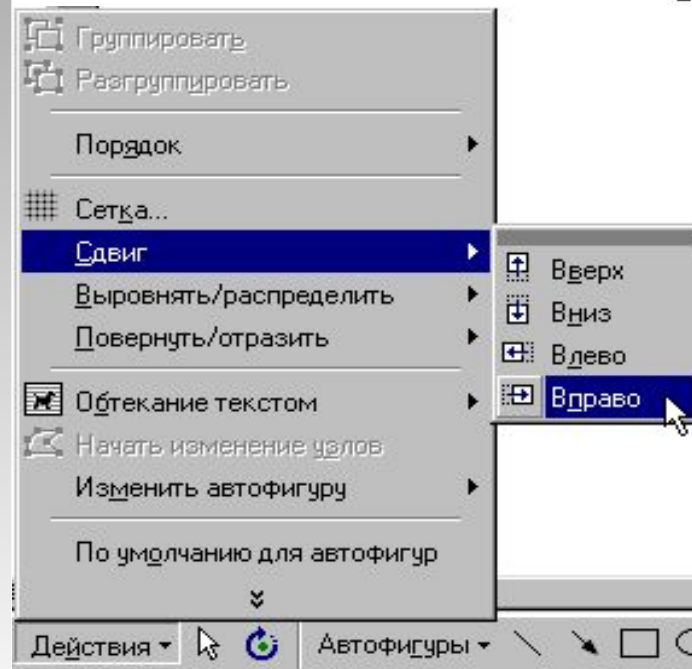 Группировать
Разгруппировать
Порядок
Сетка...
Сдвиг
Выровнять/распределить
Повернуть/отразить
Обтекание текстом
Начать изменение узлов
Изменить автофигуру
По умолчанию для автофигур
Вверх
Вниз
Влево
Вправо
Действия
Автофигуры